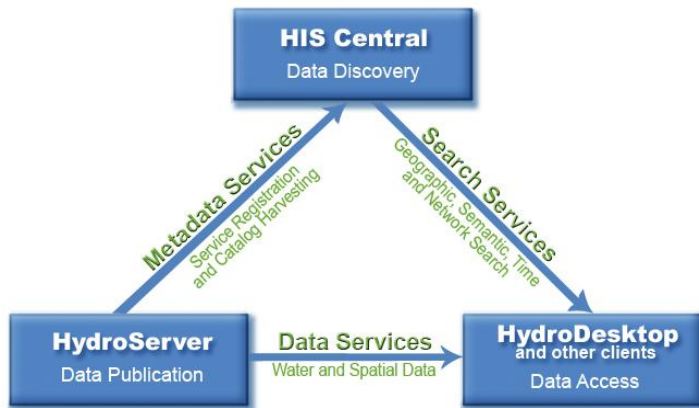 HIS Central
Data Discovery
Metadata Services
Service Registration
and Catalog Harvesting
Search Services
Geographic, Semantic, Time
and Network Search
HydroServer
Data Publication
Data Services
Water and Spatial Data
HydroDesktop
and other clients
Data Access